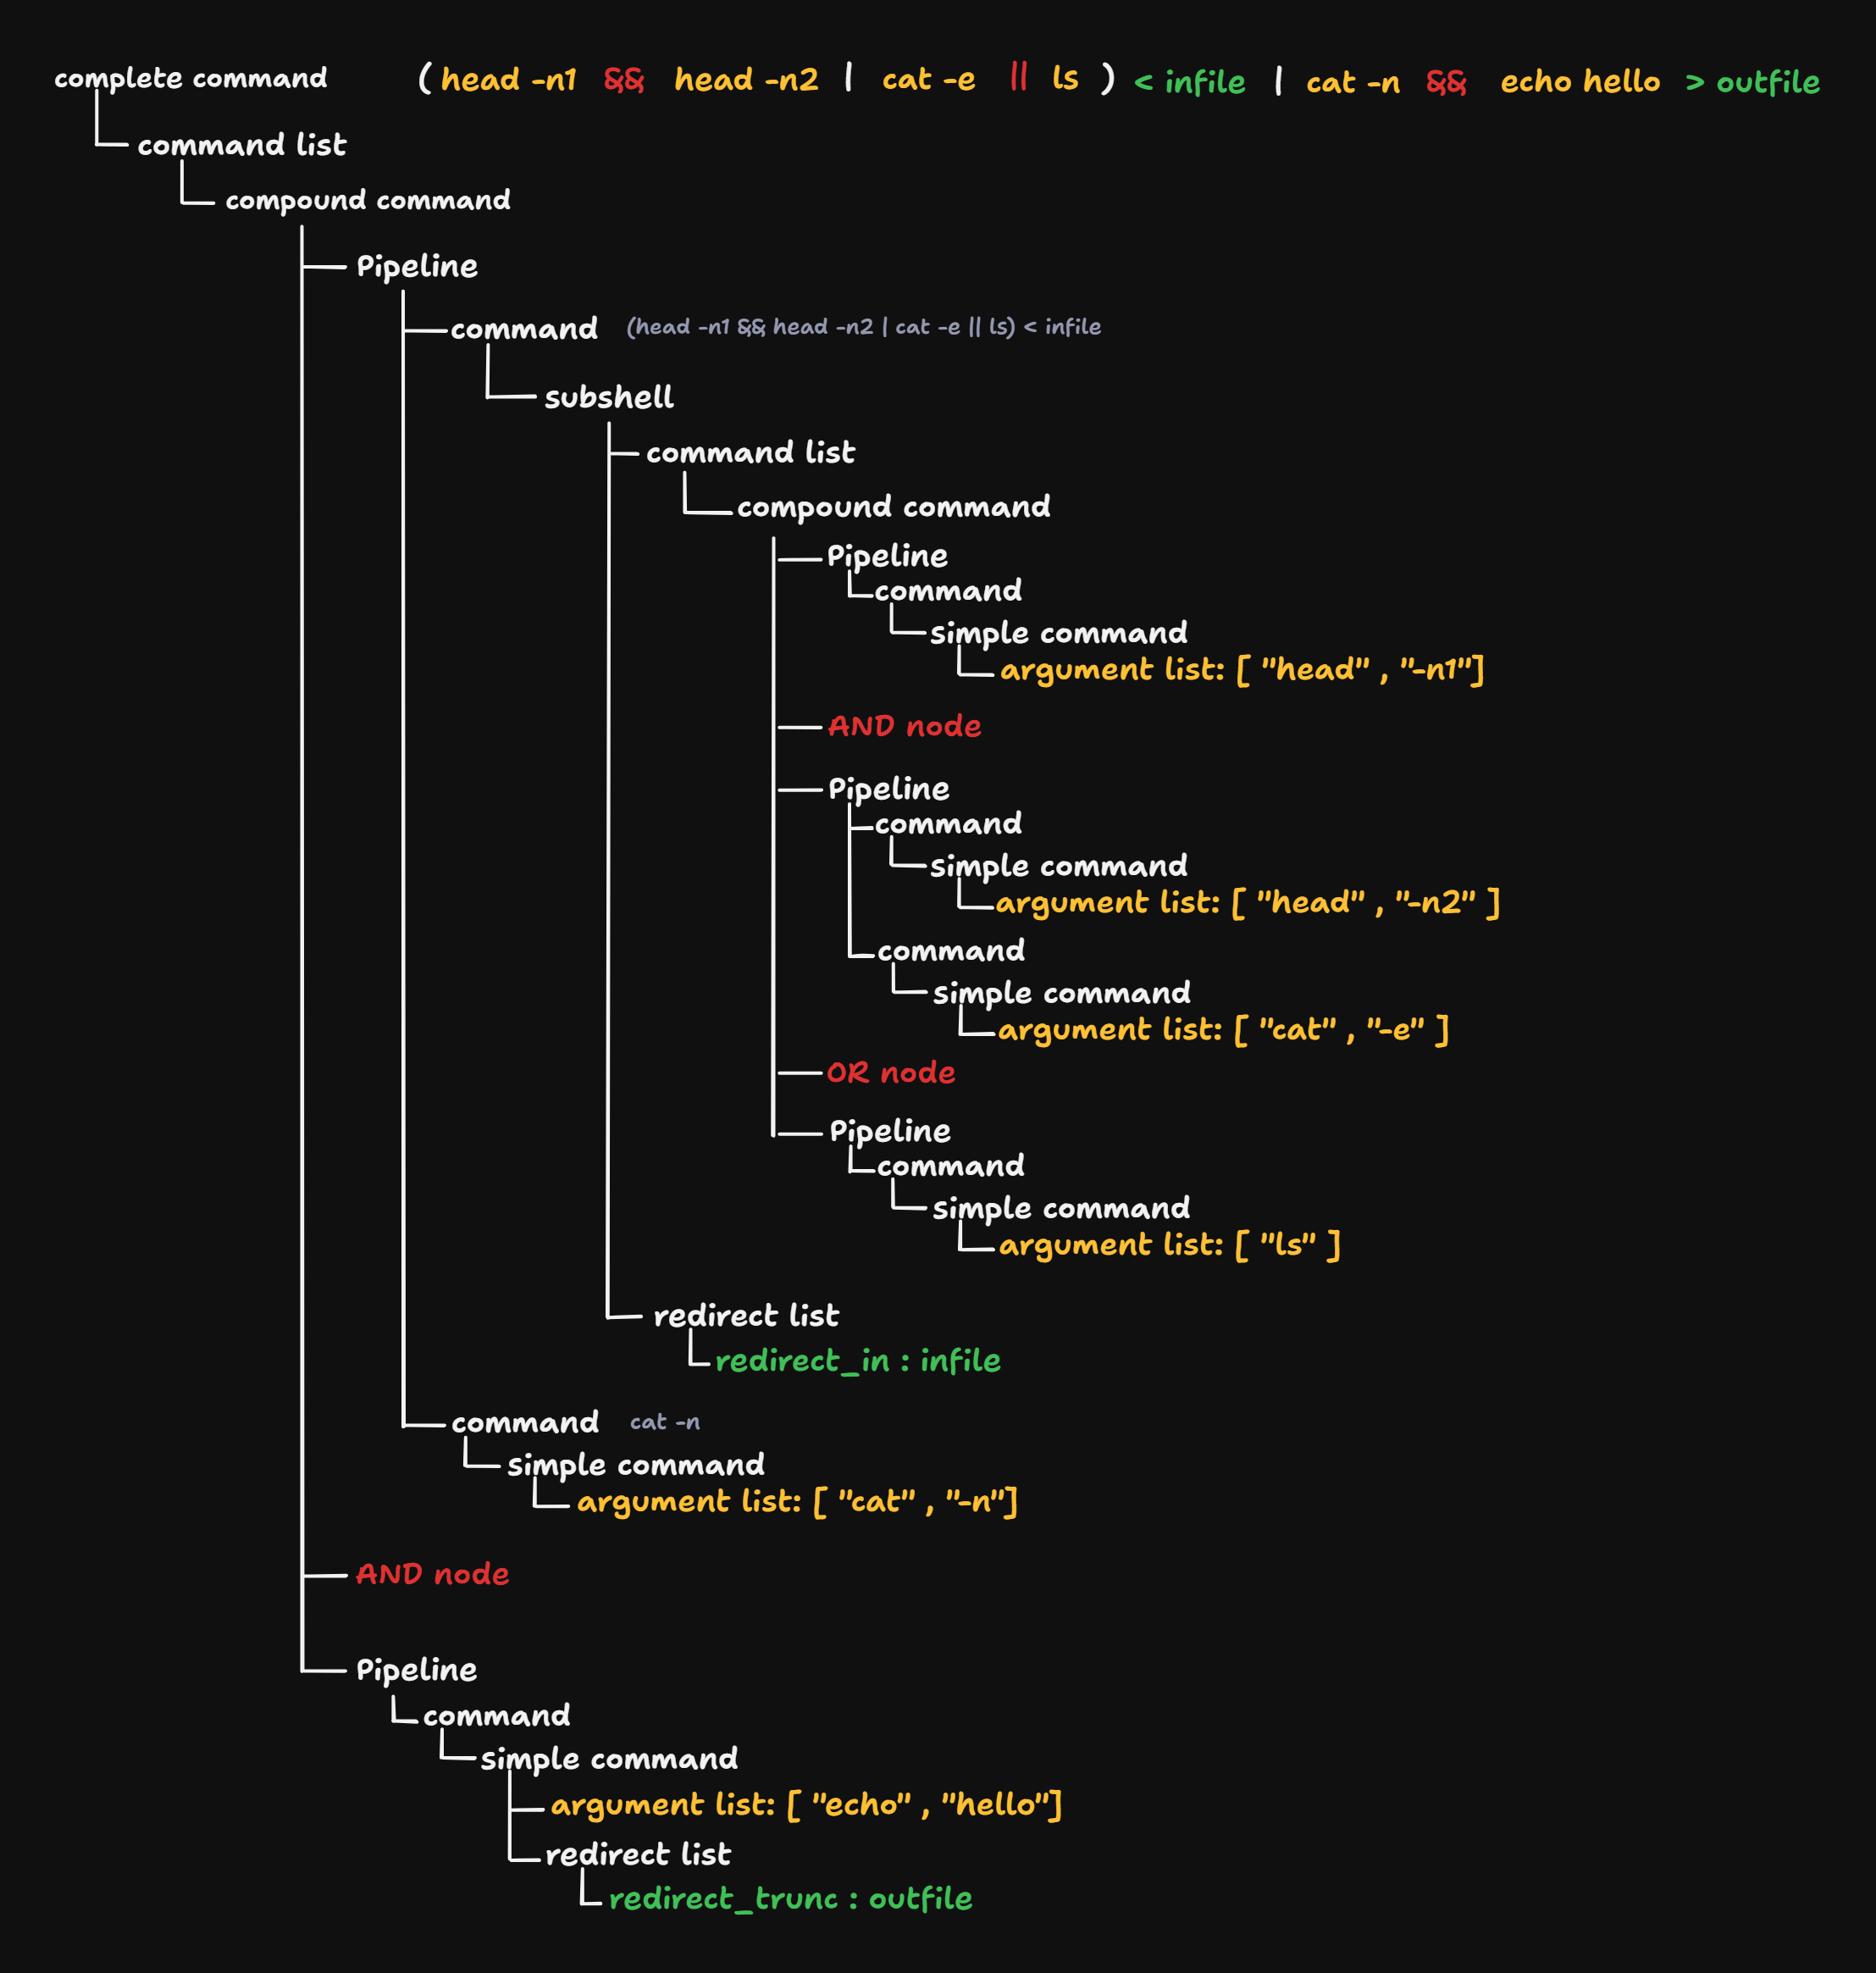 complete command ( head -n1 && head -n2 | cat -e || ls ) < infile | cat -n && echo hello > outfile
command list
compound command
Pipeline
command (head -n1 && head -n2 | cat -e || ls) < infile
subshell
command list
compound command
Pipeline
command
simple command
argument list: [ "head" , "-n1"]
AND node
Pipeline
command
simple command
argument list: [ "head" , "-n2" ]
command
simple command
argument list: [ "cat" , "-e" ]
OR node
Pipeline
command
simple command
argument list: [ "ls" ]
redirect list
redirect_in : infile
command cat -n
simple command
argument list: [ "cat" , "-n"]
AND node
Pipeline
command
simple command
argument list: [ "echo" , "hello"]
redirect list
redirect_trunc : outfile